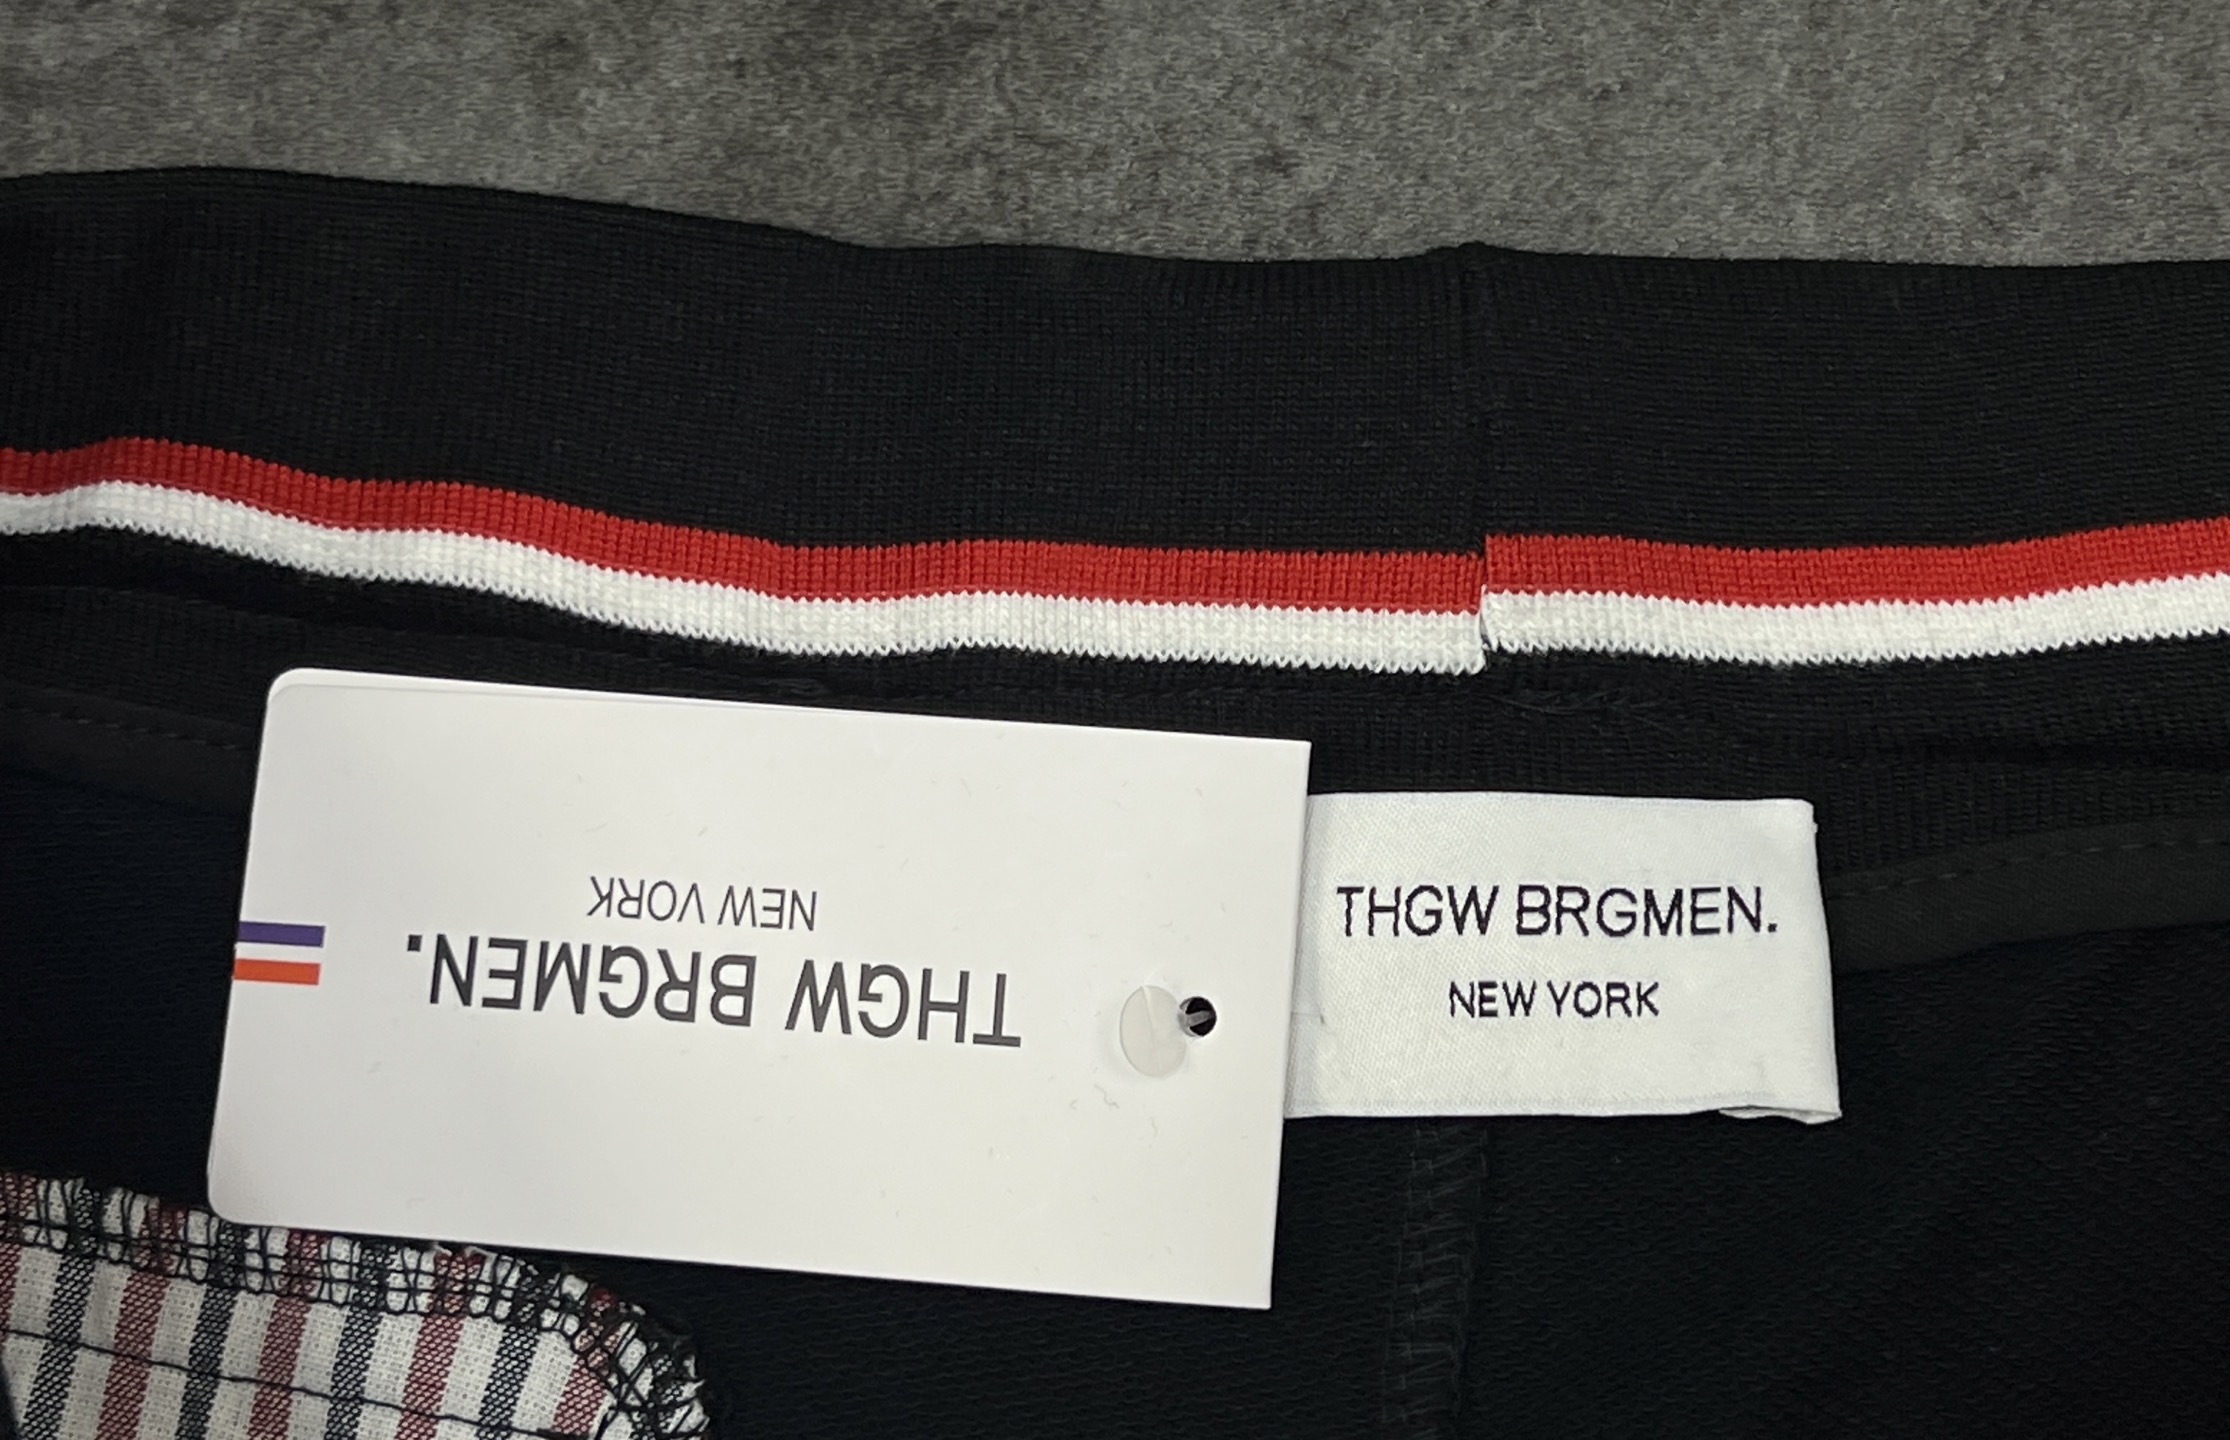 THGW BRGMEN.
NEW VORK
THGW BRGMEN.
NEW YORK